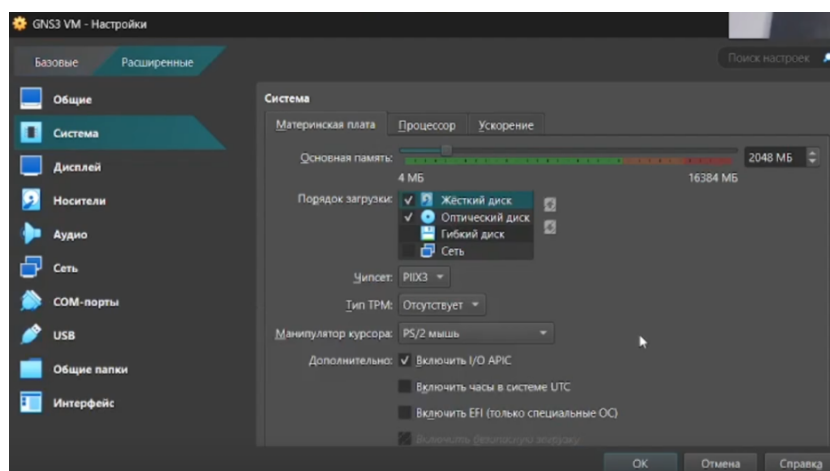 GNS3 VM - Настройки
Базовые Расширенные Поиск настроек
Общие
Система
Дисплей
Носители
Аудио
Сеть
COM-порты
USB
Общие папки
Интерфейс
Система
Материнская плата Процессор Ускорение
Основная память: 2048 МБ
4 МБ 16384 МБ
Порядок загрузки: Жёсткий диск
Оптический диск
Гибкий диск
Сеть
Чипсет: PIIX3
Тип TPM: Отсутствует
Манипулятор курсора: PS/2 мышь
Дополнительно: Включить I/O APIC
Включить часы в системе UTC
Включить EFI (только специальные ОС)
Включить безопасную загрузку
OK Отмена Справка